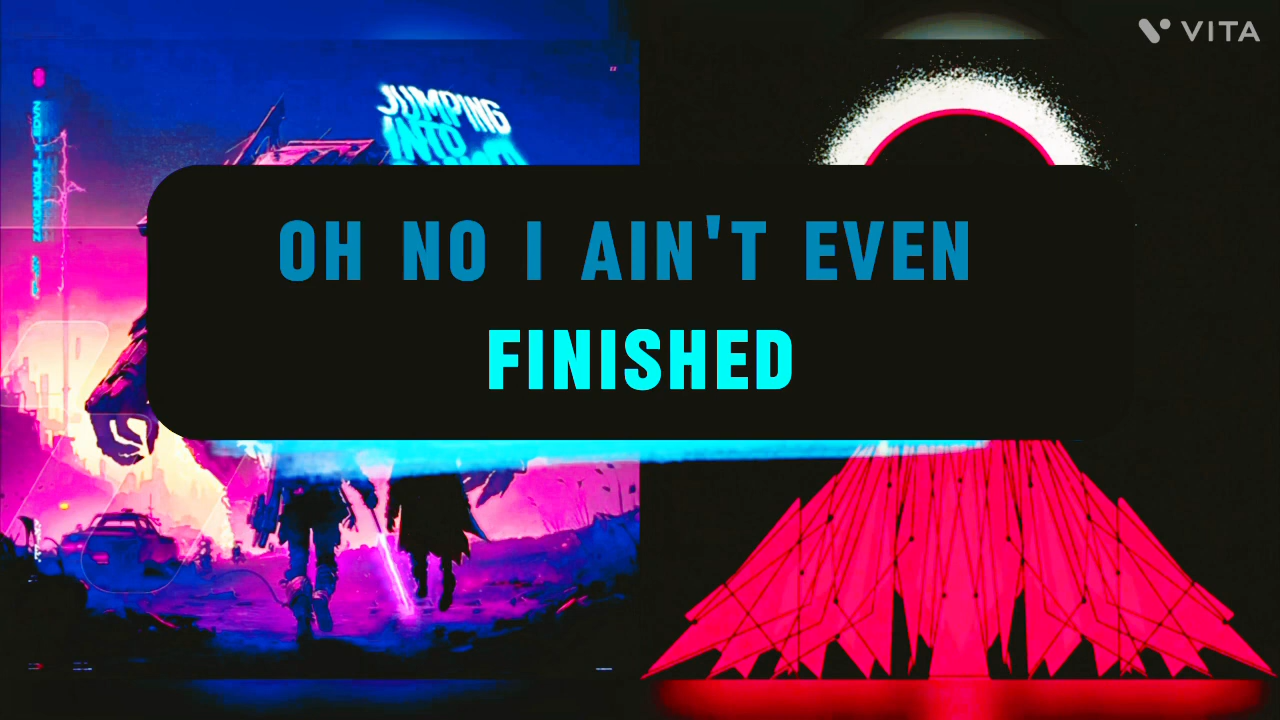 VITA
JUMPING
INTO
OH NO I AIN'T EVEN
FINISHED